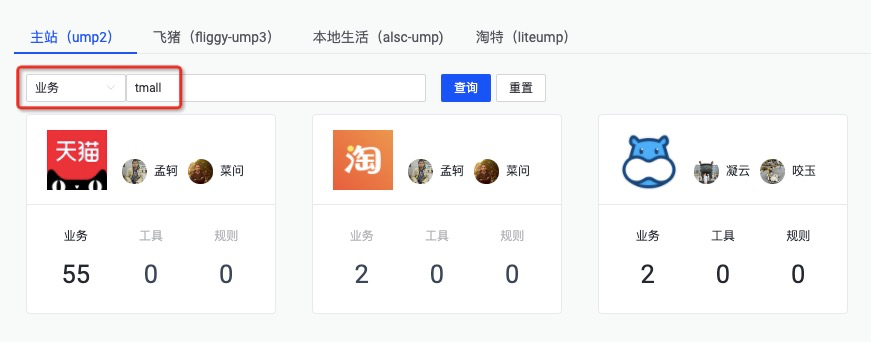 主站（ump2） 飞猪（fliggy-ump3） 本地生活（alsc-ump) 淘特（liteump）
业务 tmall 查询 重置
天猫 孟轲 菜问
淘 孟轲 菜问
凝云 咬玉
业务 工具 规则
55 0 0
业务 工具 规则
2 0 0
业务 工具 规则
2 0 0